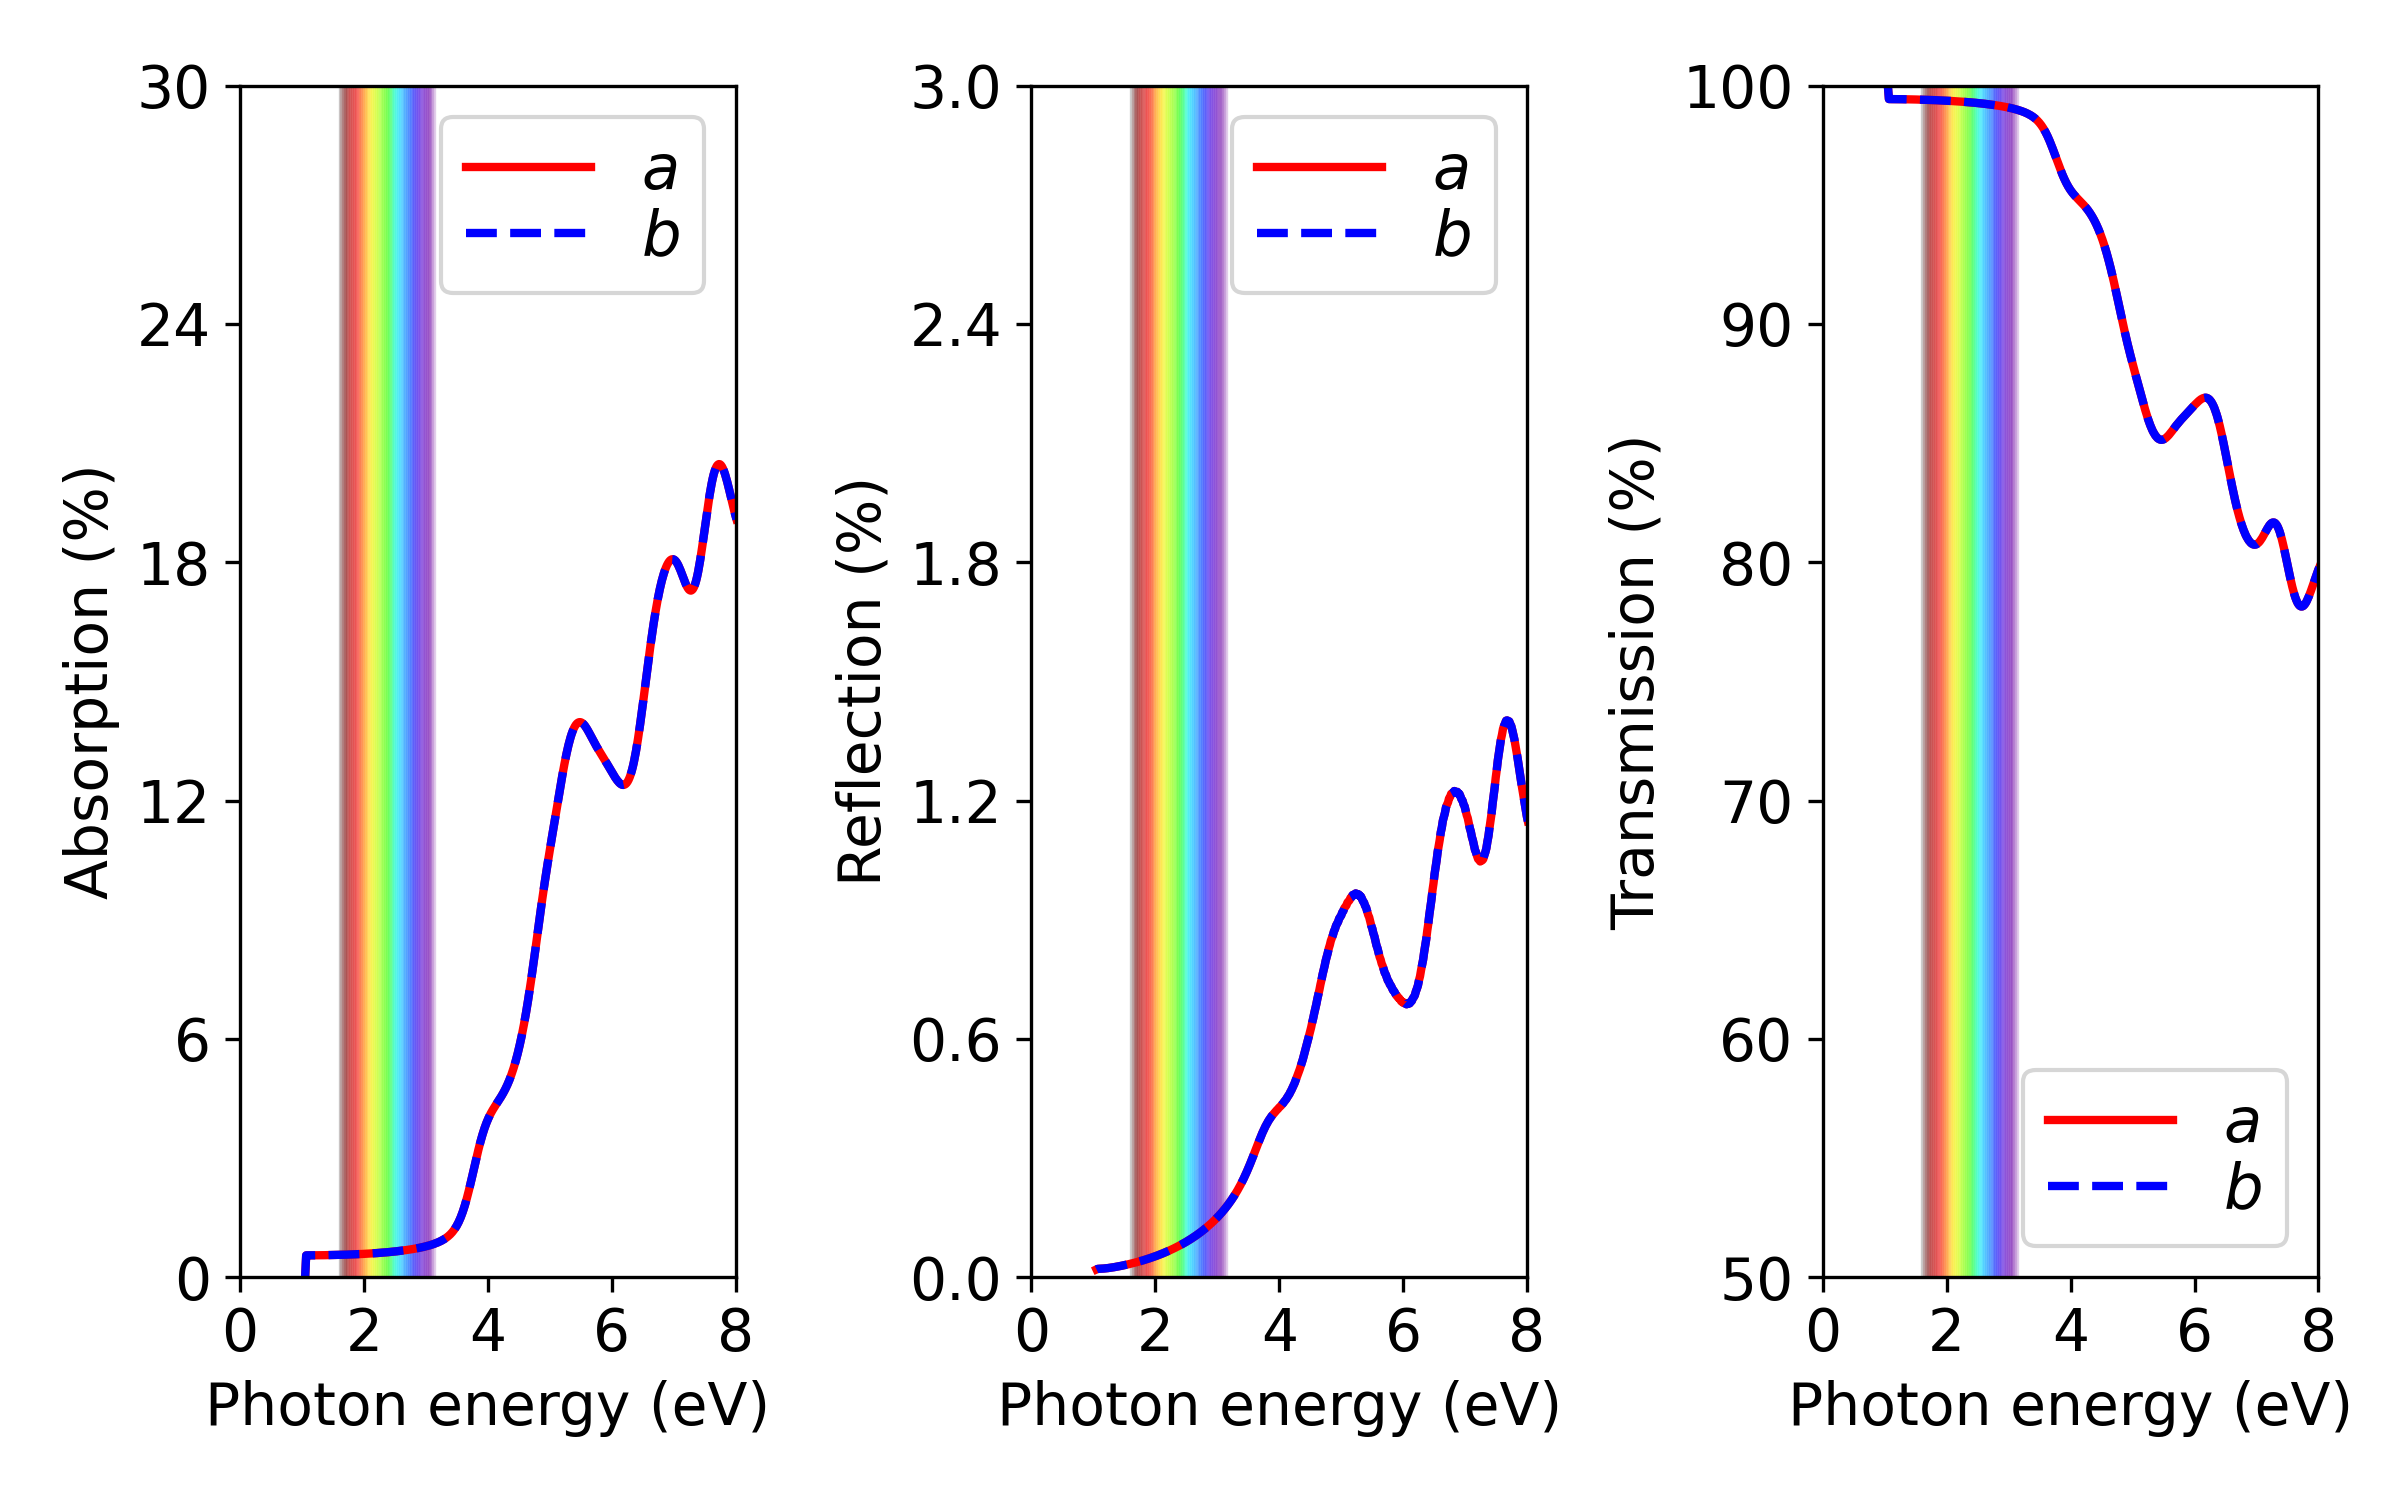 Absorption (%)
30
24
18
12
6
0
0 2 4 6 8
Photon energy (eV)
a
b
Reflection (%)
3.0
2.4
1.8
1.2
0.6
0.0
0 2 4 6 8
Photon energy (eV)
a
b
Transmission (%)
100
90
80
70
60
50
0 2 4 6 8
Photon energy (eV)
a
b